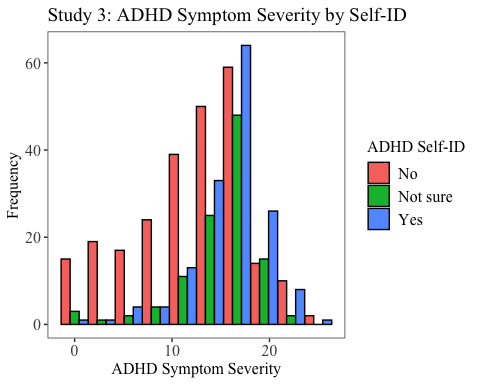 Study 3: ADHD Symptom Severity by Self-ID
60
40
20
0
Frequency
0 10 20
ADHD Symptom Severity
ADHD Self-ID
No
Not sure
Yes